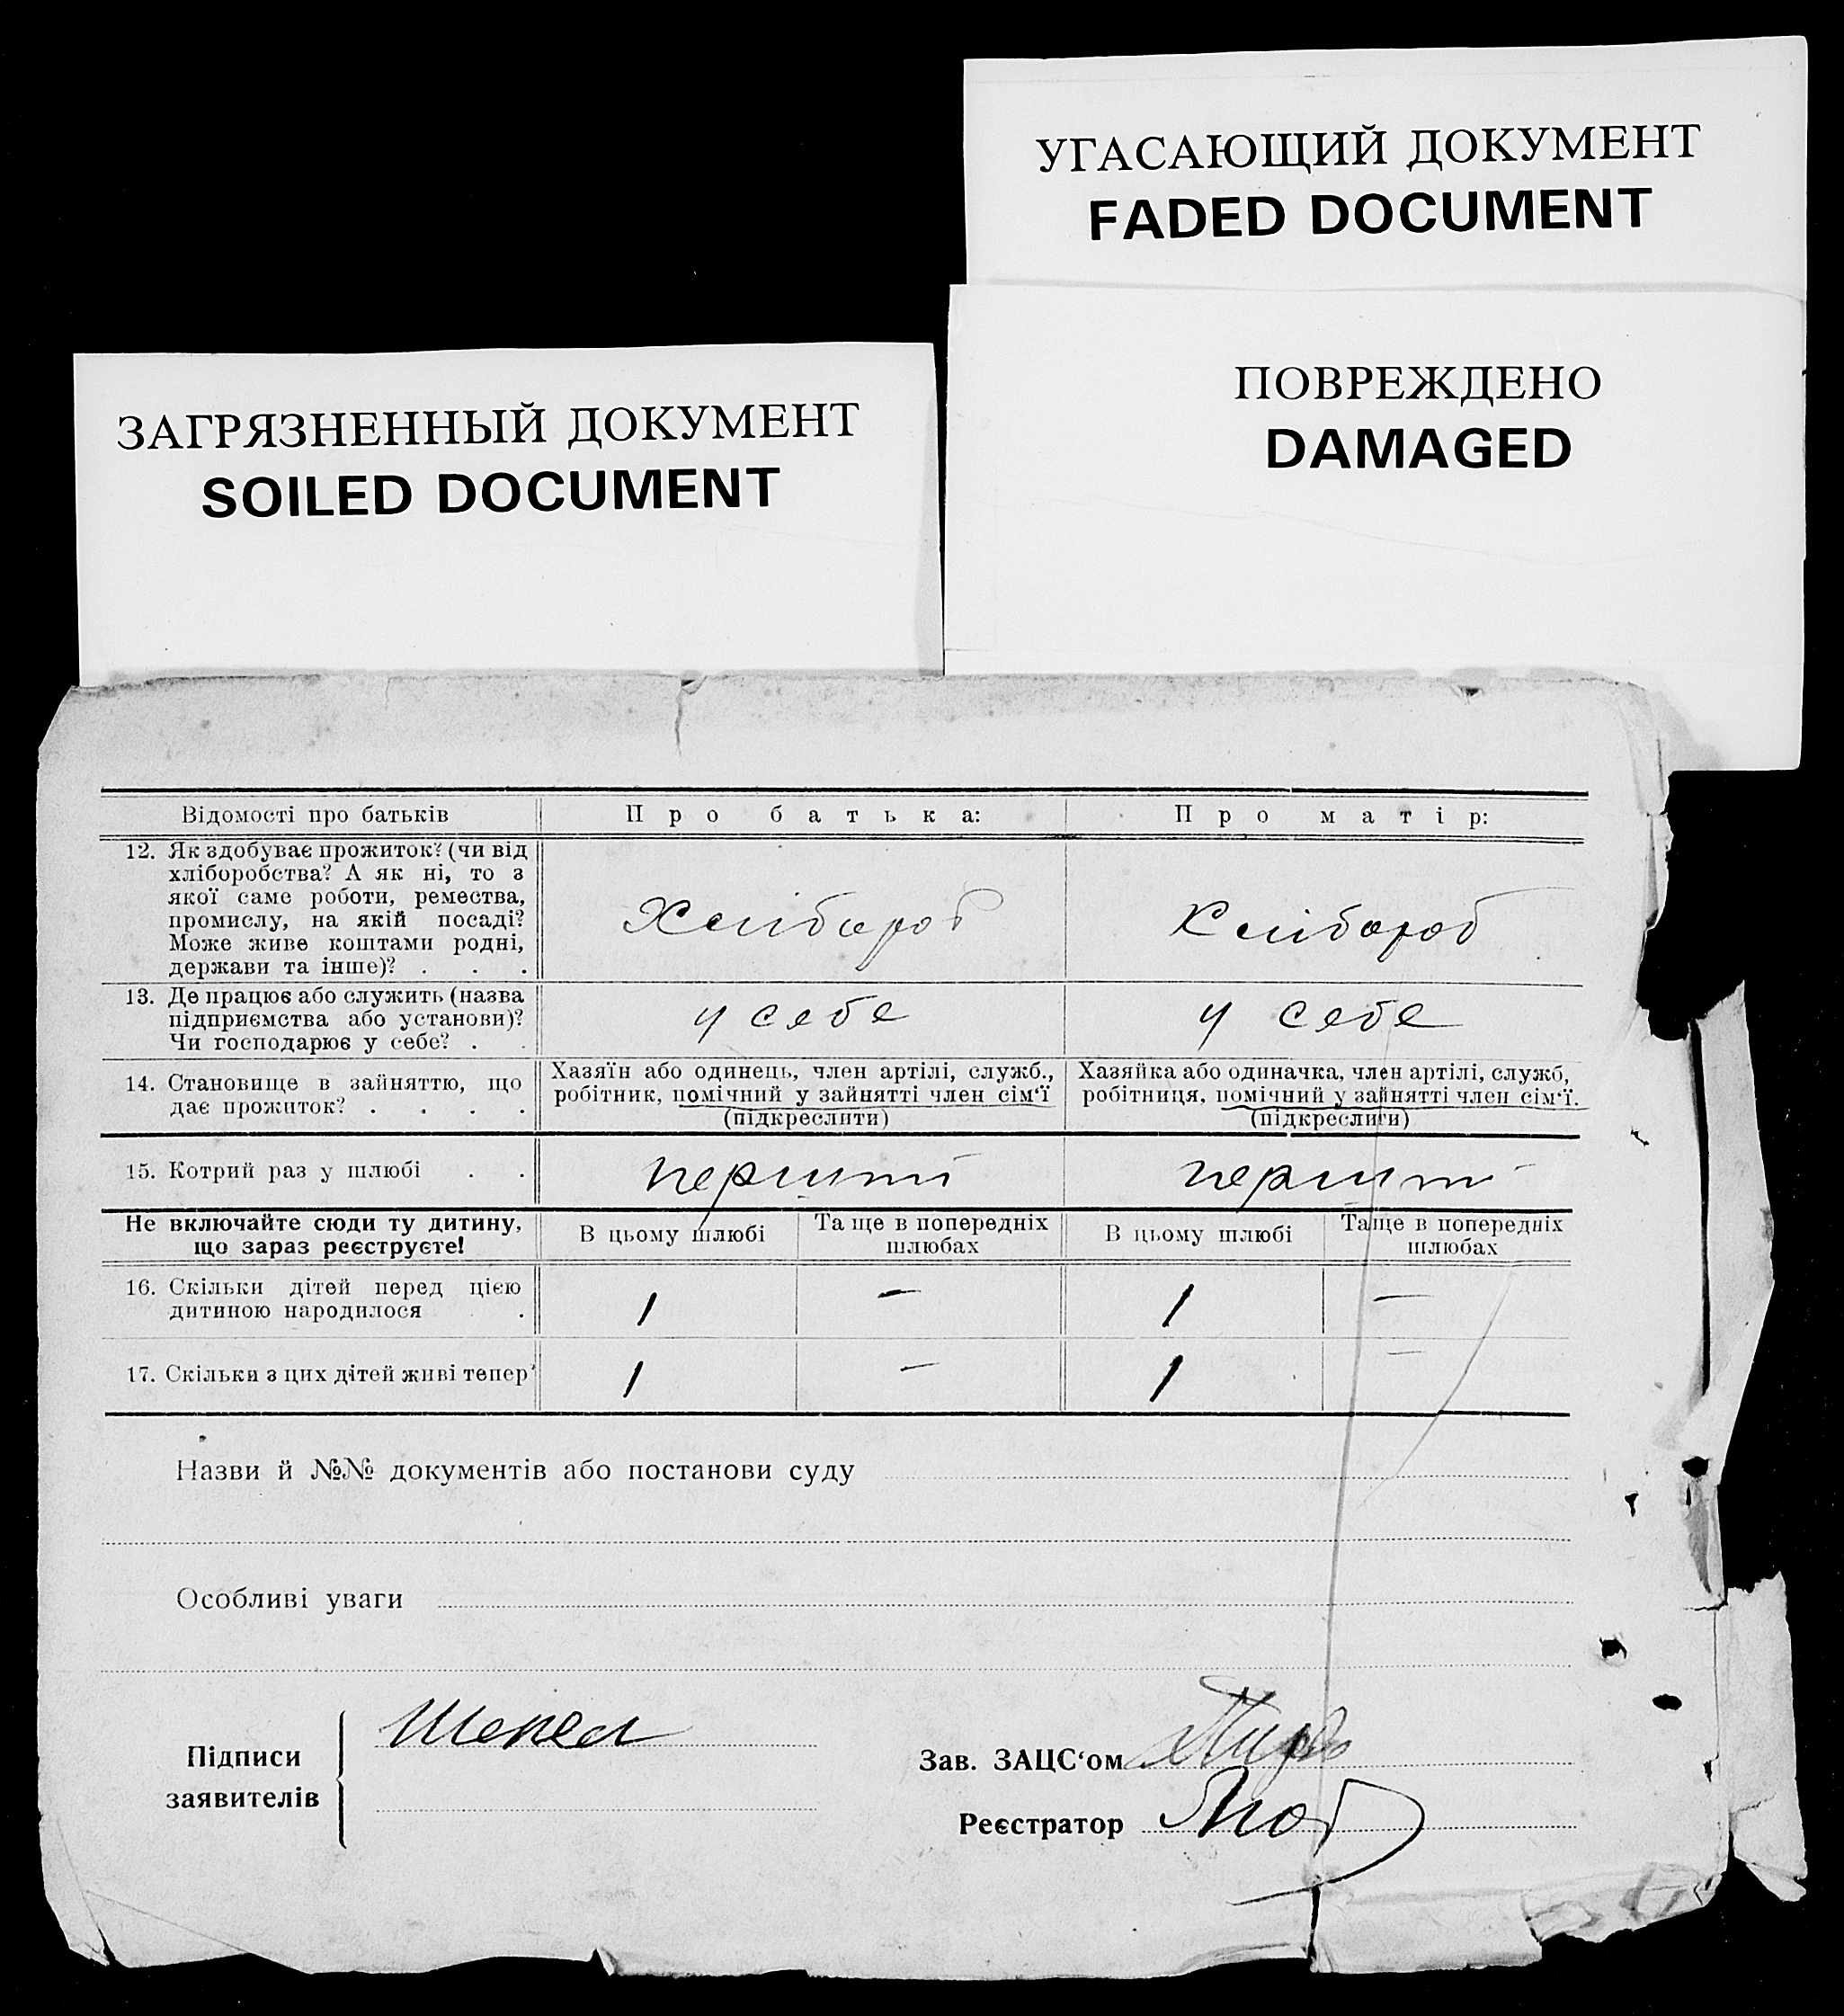 УГАСАЮЩИЙ ДОКУМЕНТ
FADED DOCUMENT
ПОВРЕЖДЕНО
DAMAGED
ЗАГРЯЗНЕННЫЙ ДОКУМЕНТ
SOILED DOCUMENT
Відомості про батьків
Про батька:
Про матір:
12. Як здобуває прожиток? (чи від
хліборобства? А як ні, то з
якої саме роботи, ремества,
промислу, на якій посаді?
Може живе коштами родні,
держави та інше)? . . .
Хлібороб
Хлібороб
13. Де працює або служить (назва
підприємства або установи)?
Чи господарює у себе? . .
у себе
у себе
14. Становище в зайняттю, що
дає прожиток? . . . .
Хазяїн або одинець, член артілі, служб.,
робітник, помічний у зайнятті член сім'ї
(підкреслити)
Хазяйка або одиначка, член артілі, служб,
робітниця, помічний у зайнятті член сім'ї.
(підкреслити)
15. Котрий раз у шлюбі . .
перший
перший
Не включайте сюди ту дитину,
що зараз реєструєте!
В цьому шлюбі
Та ще в попередніх
шлюбах
В цьому шлюбі
Та ще в попередніх
шлюбах
16. Скільки дітей перед цією
дитиною народилося .
1 — 1 —
17. Скільки з цих дітей живі тепер
1 — 1 —
Назви й №№ документів або постанови суду
Особливі уваги
Підписи
заявителів
Зав. ЗАЦС'ом
Реєстратор